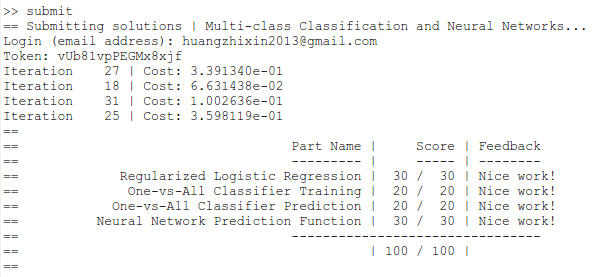 >> submit
== Submitting solutions | Multi-class Classification and Neural Networks...
Login (email address): huangzhixin2013@gmail.com
Token: vUb81vpPEGMx8xjf
Iteration    27 | Cost: 3.391340e-01
Iteration    18 | Cost: 6.631438e-02
Iteration    31 | Cost: 1.002636e-01
Iteration    25 | Cost: 3.598119e-01
==
==                                   Part Name |     Score | Feedback
==                                   --------- |     ----- | --------
==             Regularized Logistic Regression |  30 /  30 | Nice work!
==              One-vs-All Classifier Training |  20 /  20 | Nice work!
==            One-vs-All Classifier Prediction |  20 /  20 | Nice work!
==          Neural Network Prediction Function |  30 /  30 | Nice work!
==                                   --------------------------------
==                                             | 100 / 100 |
==